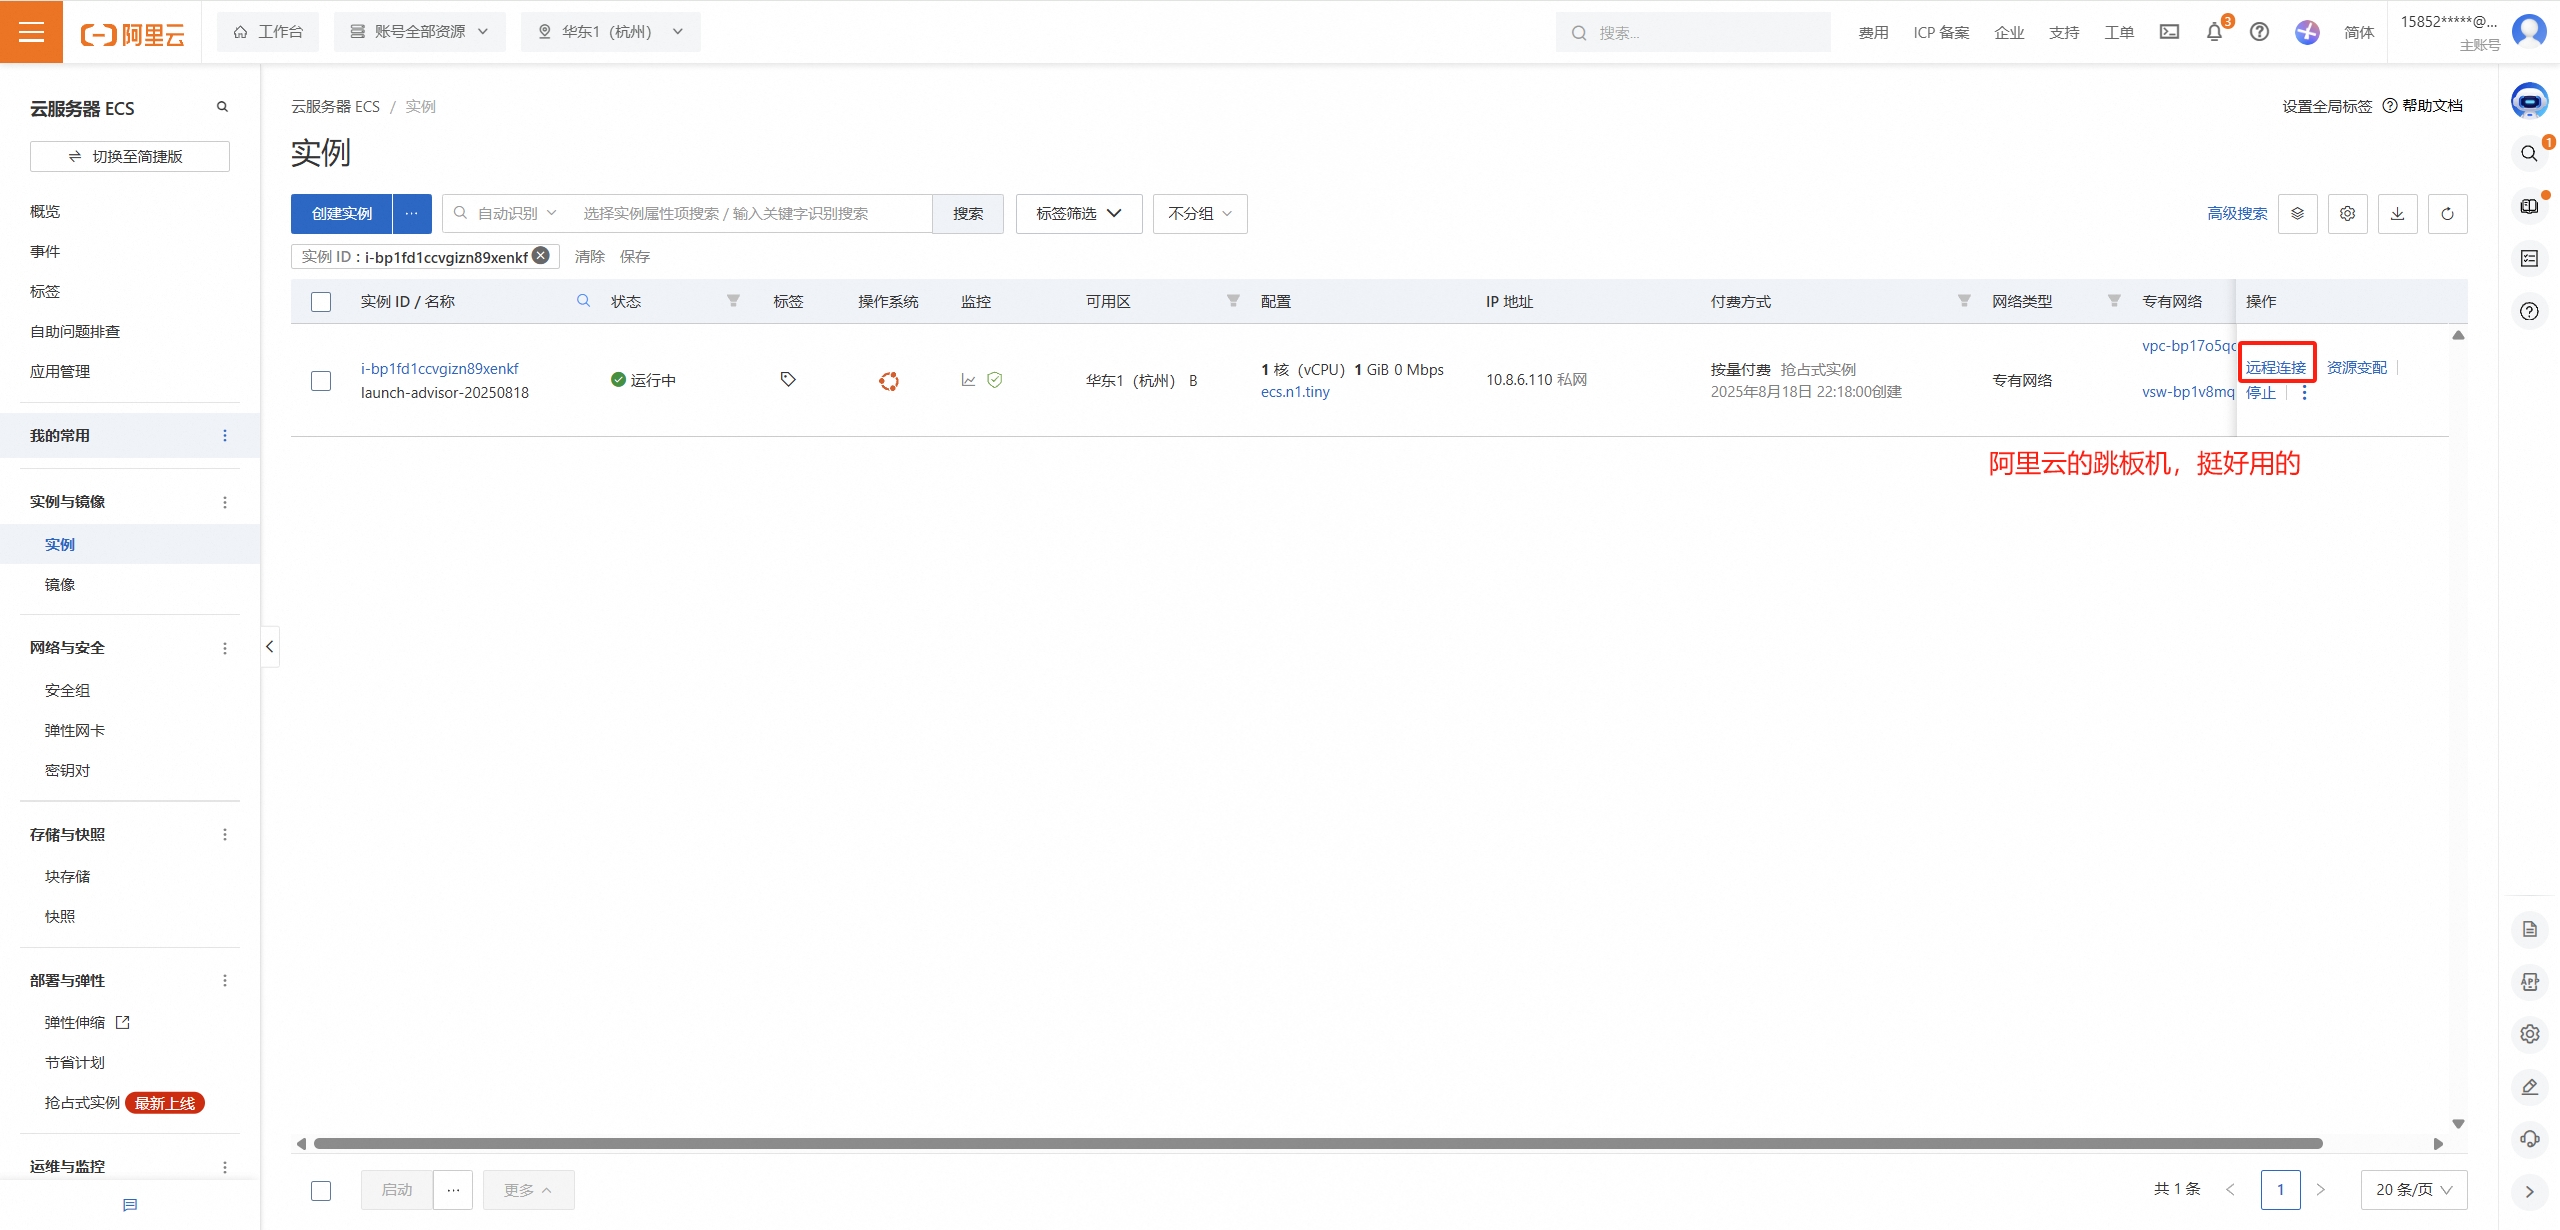 阿里云
工作台
账号全部资源
华东1（杭州）
搜索...
费用
ICP 备案
企业
支持
工单
3
简体
15852*****@...
主账号
云服务器 ECS
切换至简捷版
概览
事件
标签
自助问题排查
应用管理
我的常用
实例与镜像
实例
镜像
网络与安全
安全组
弹性网卡
密钥对
存储与快照
块存储
快照
部署与弹性
弹性伸缩
节省计划
抢占式实例 最新上线
运维与监控
云服务器 ECS / 实例
设置全局标签 帮助文档
实例
创建实例 ...
自动识别
选择实例属性项搜索 / 输入关键字识别搜索
搜索
标签筛选
不分组
高级搜索
实例 ID : i-bp1fd1ccvgizn89xenkf
清除
保存
实例 ID / 名称 状态 标签 操作系统 监控 可用区 配置 IP 地址 付费方式 网络类型 专有网络 操作
i-bp1fd1ccvgizn89xenkf
launch-advisor-20250818
运行中
华东1（杭州） B
1 核（vCPU） 1 GiB 0 Mbps
ecs.n1.tiny
10.8.6.110 私网
按量付费 抢占式实例
2025年8月18日 22:18:00创建
专有网络
vpc-bp17o5qc
vsw-bp1v8mq
远程连接 资源变配
停止
阿里云的跳板机，挺好用的
启动
...
更多
共 1 条
1
20 条/页
1
APP